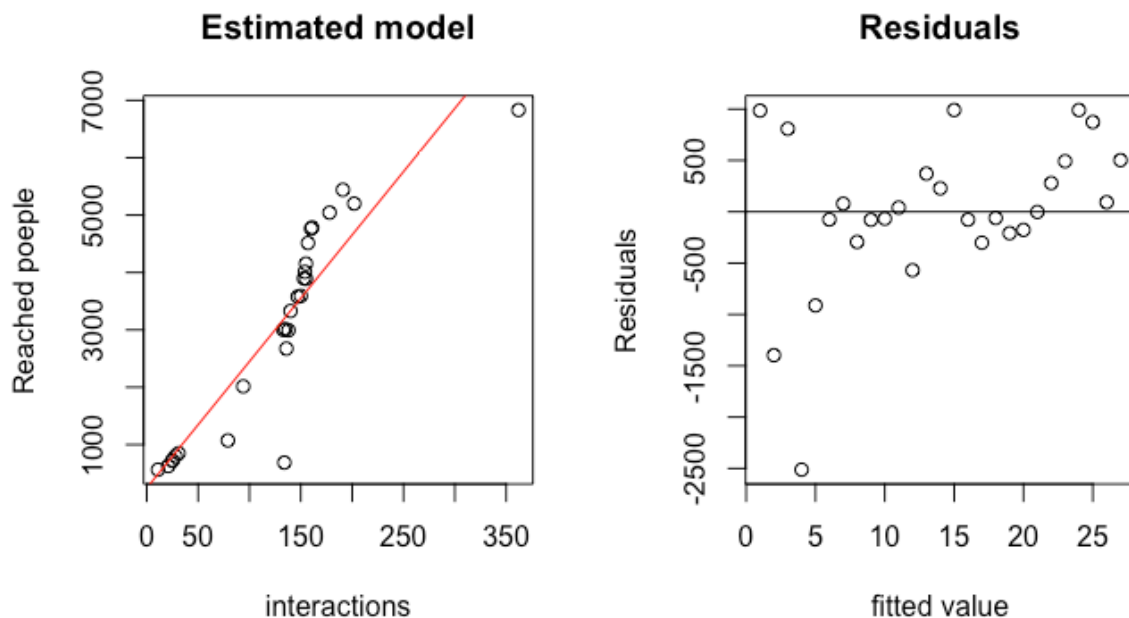 Estimated model
Reached poeple
7000
5000
3000
1000
0 50 150 250 350
interactions
Residuals
Residuals
500
-500
-1500
-2500
0 5 10 15 20 25
fitted value